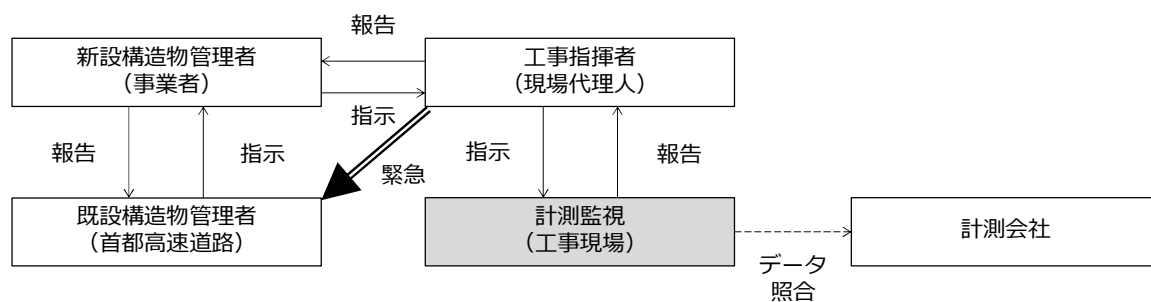 報告
新設構造物管理者
（事業者）
工事指揮者
（現場代理人）
指示
報告
指示
緊急
指示
報告
既設構造物管理者
（首都高速道路）
計測監視
（工事現場）
計測会社
データ
照合